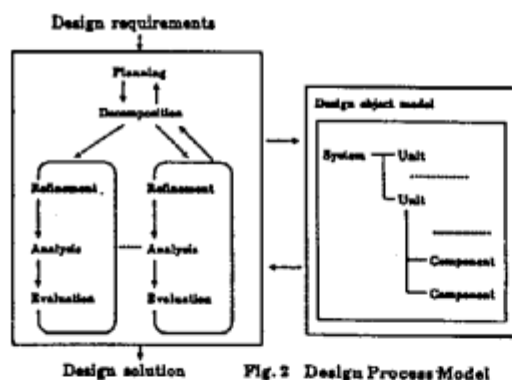 Design requirements
Planning
Decomposition
Refinement
Analysis
Evaluation
Refinement
Analysis
Evaluation
Design solution
Design object model
System
Unit
Unit
Component
Component
Fig. 2 Design Process Model